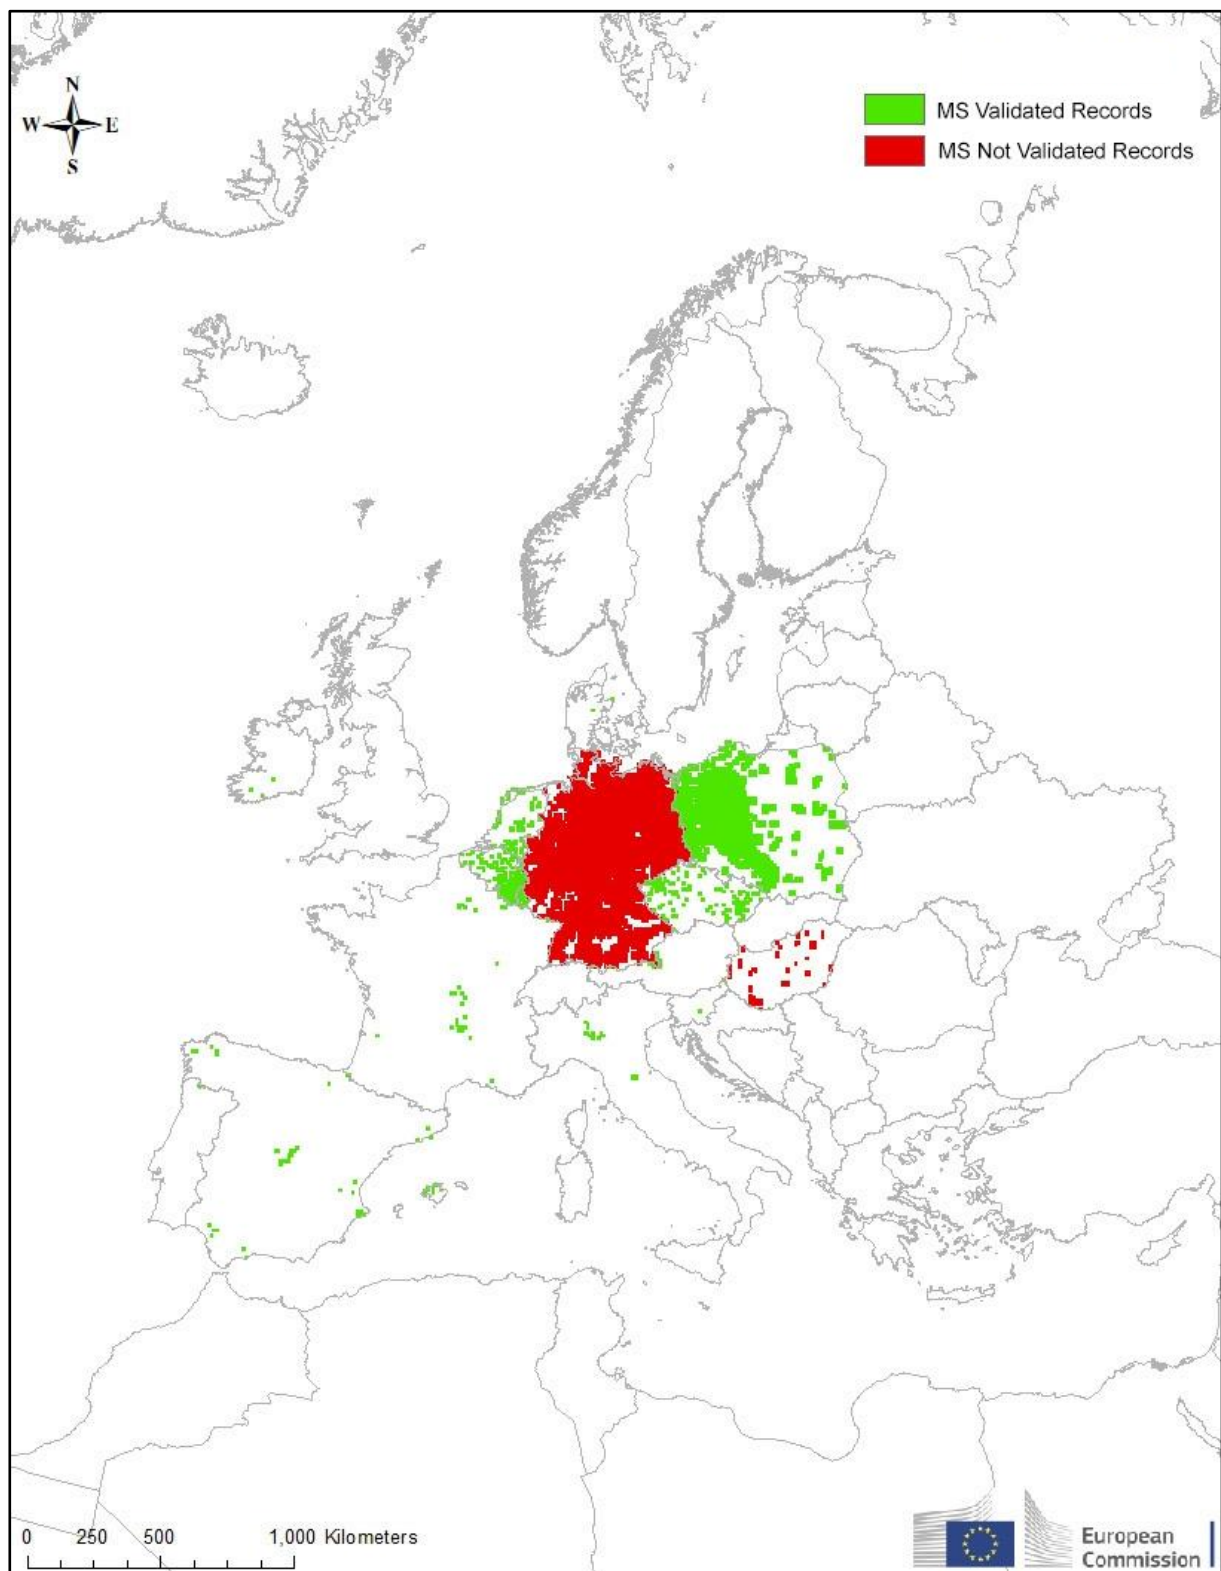 N
W E
S
MS Validated Records
MS Not Validated Records
0 250 500 1,000 Kilometers
European
Commission